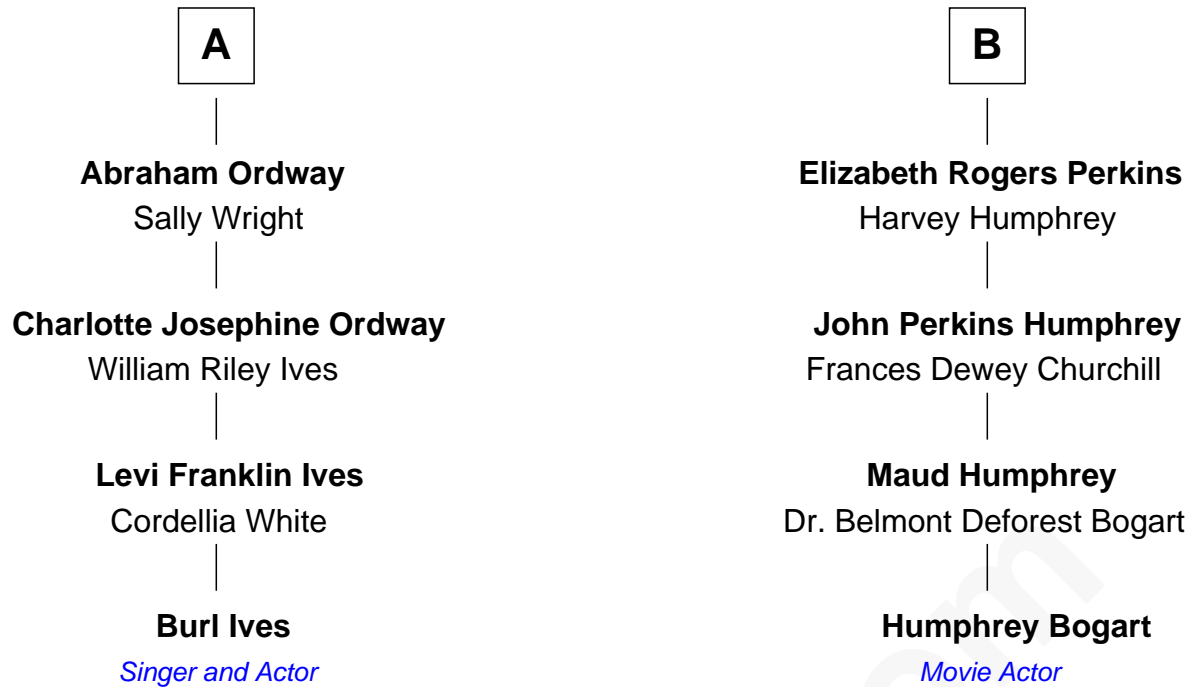 A
Abraham Ordway
Sally Wright
Charlotte Josephine Ordway
William Riley Ives
Levi Franklin Ives
Cordellia White
Burl Ives
Singer and Actor
B
Elizabeth Rogers Perkins
Harvey Humphrey
John Perkins Humphrey
Frances Dewey Churchill
Maud Humphrey
Dr. Belmont Deforest Bogart
Humphrey Bogart
Movie Actor